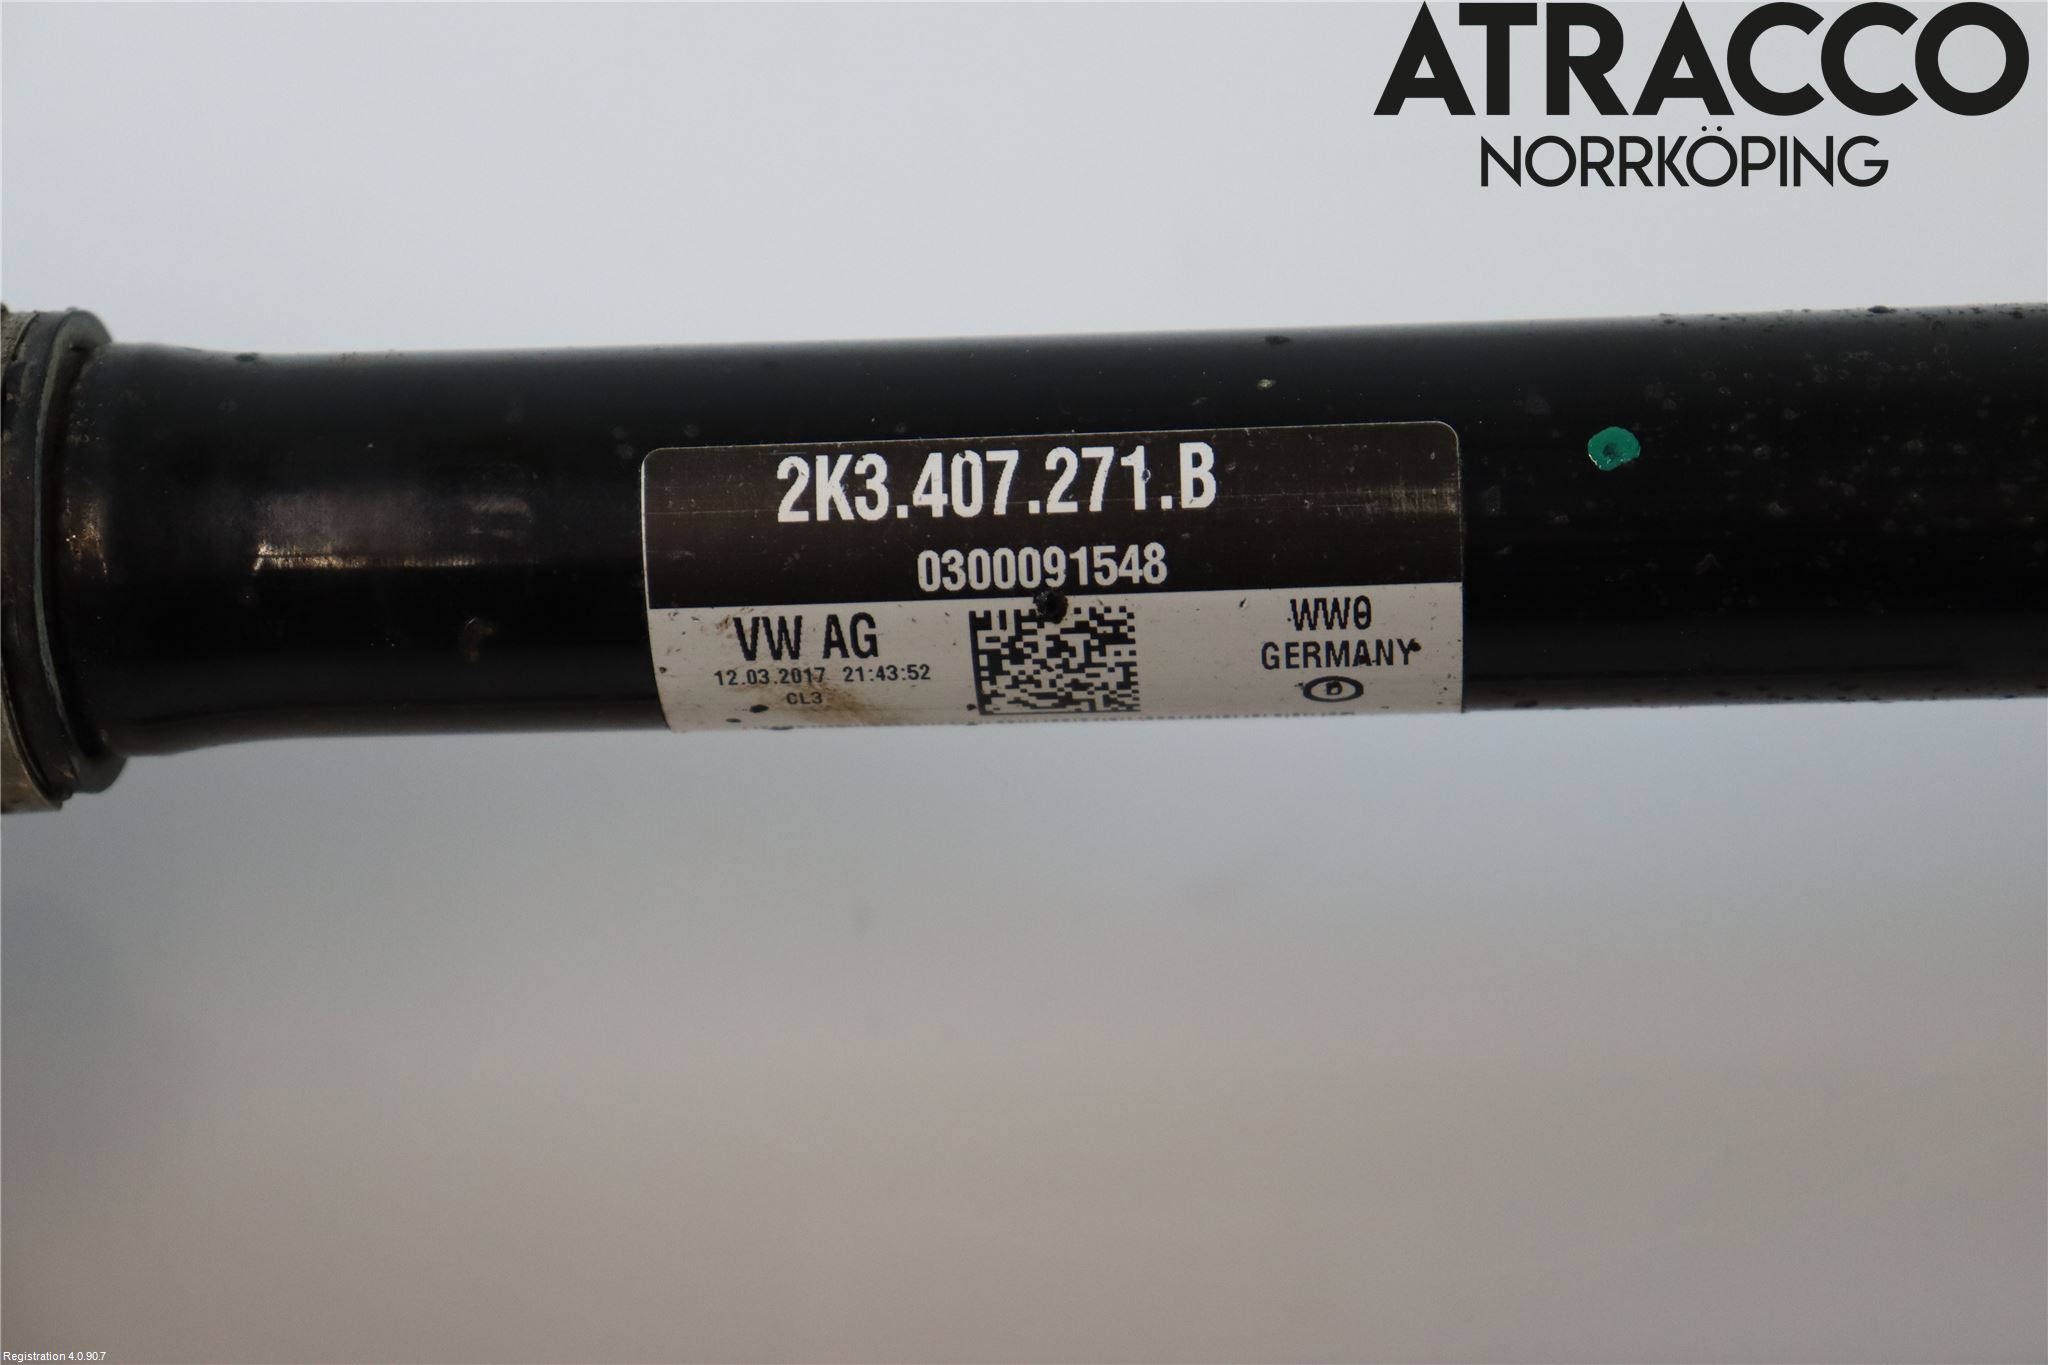 ATRACCO
NORRKÖPING
2K3.407.271.B
0300091548
VW AG
12.03.2017 21:43:52
CL3
WW0
GERMANY
D
Registration 4.0.90.7